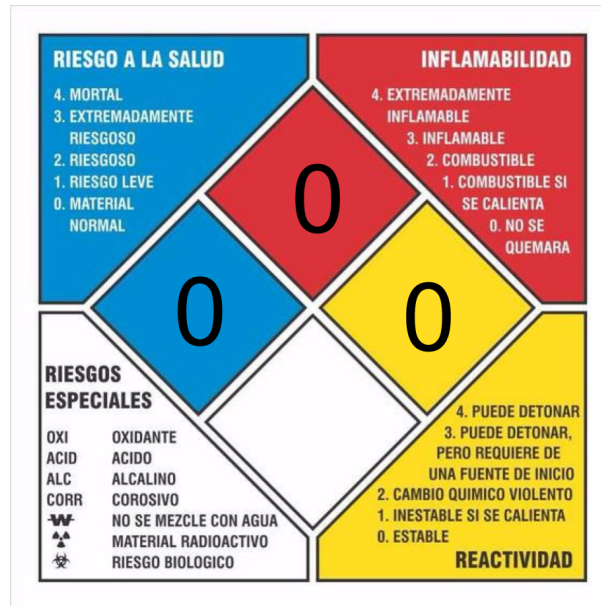 RIESGO A LA SALUD
4. MORTAL
3. EXTREMADAMENTE
RIESGOSO
2. RIESGOSO
1. RIESGO LEVE
0. MATERIAL
NORMAL
INFLAMABILIDAD
4. EXTREMADAMENTE
INFLAMABLE
3. INFLAMABLE
2. COMBUSTIBLE
1. COMBUSTIBLE SI
SE CALIENTA
0. NO SE
QUEMARA
0
0
0
RIESGOS
ESPECIALES
OXI OXIDANTE
ACID ACIDO
ALC ALCALINO
CORR COROSIVO
W NO SE MEZCLE CON AGUA
MATERIAL RADIOACTIVO
RIESGO BIOLOGICO
4. PUEDE DETONAR
3. PUEDE DETONAR,
PERO REQUIERE DE
UNA FUENTE DE INICIO
2. CAMBIO QUIMICO VIOLENTO
1. INESTABLE SI SE CALIENTA
0. ESTABLE
REACTIVIDAD